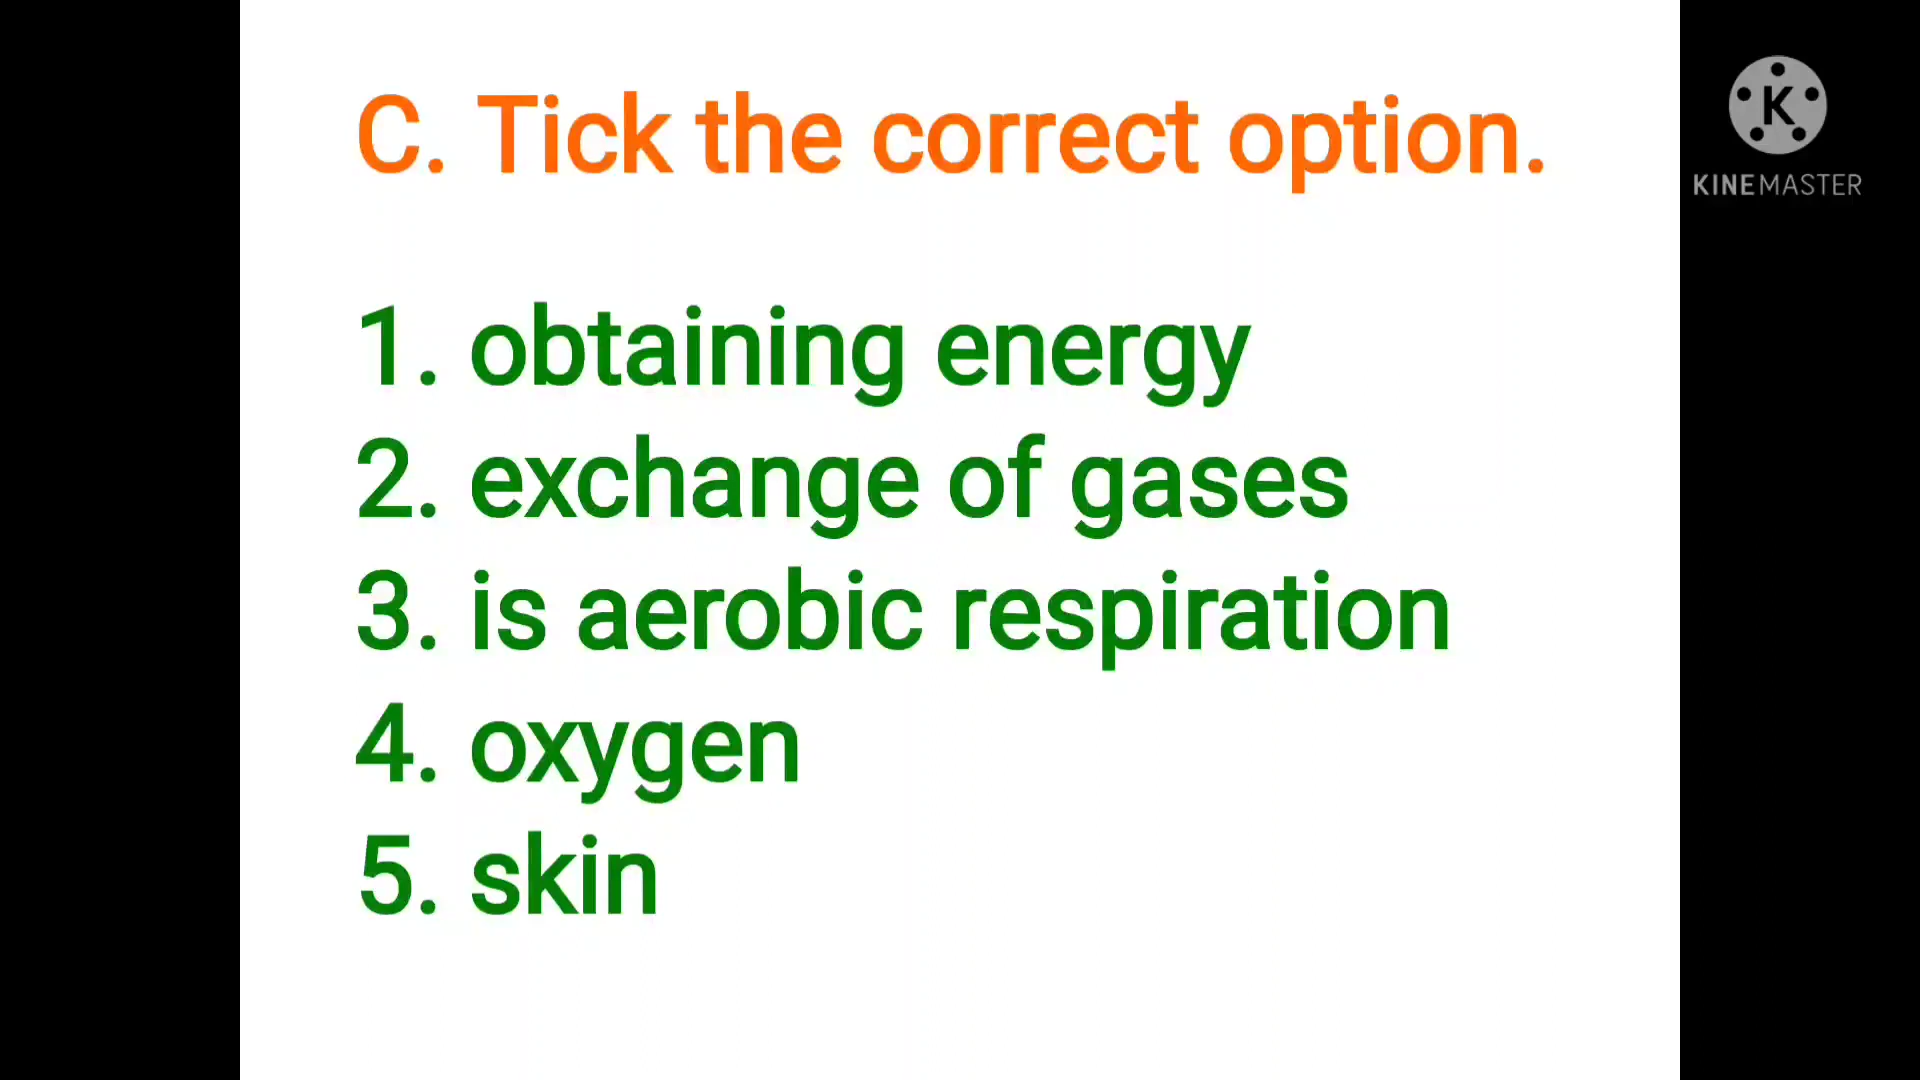 C. Tick the correct option.
K
KINEMASTER
1. obtaining energy
2. exchange of gases
3. is aerobic respiration
4. oxygen
5. skin